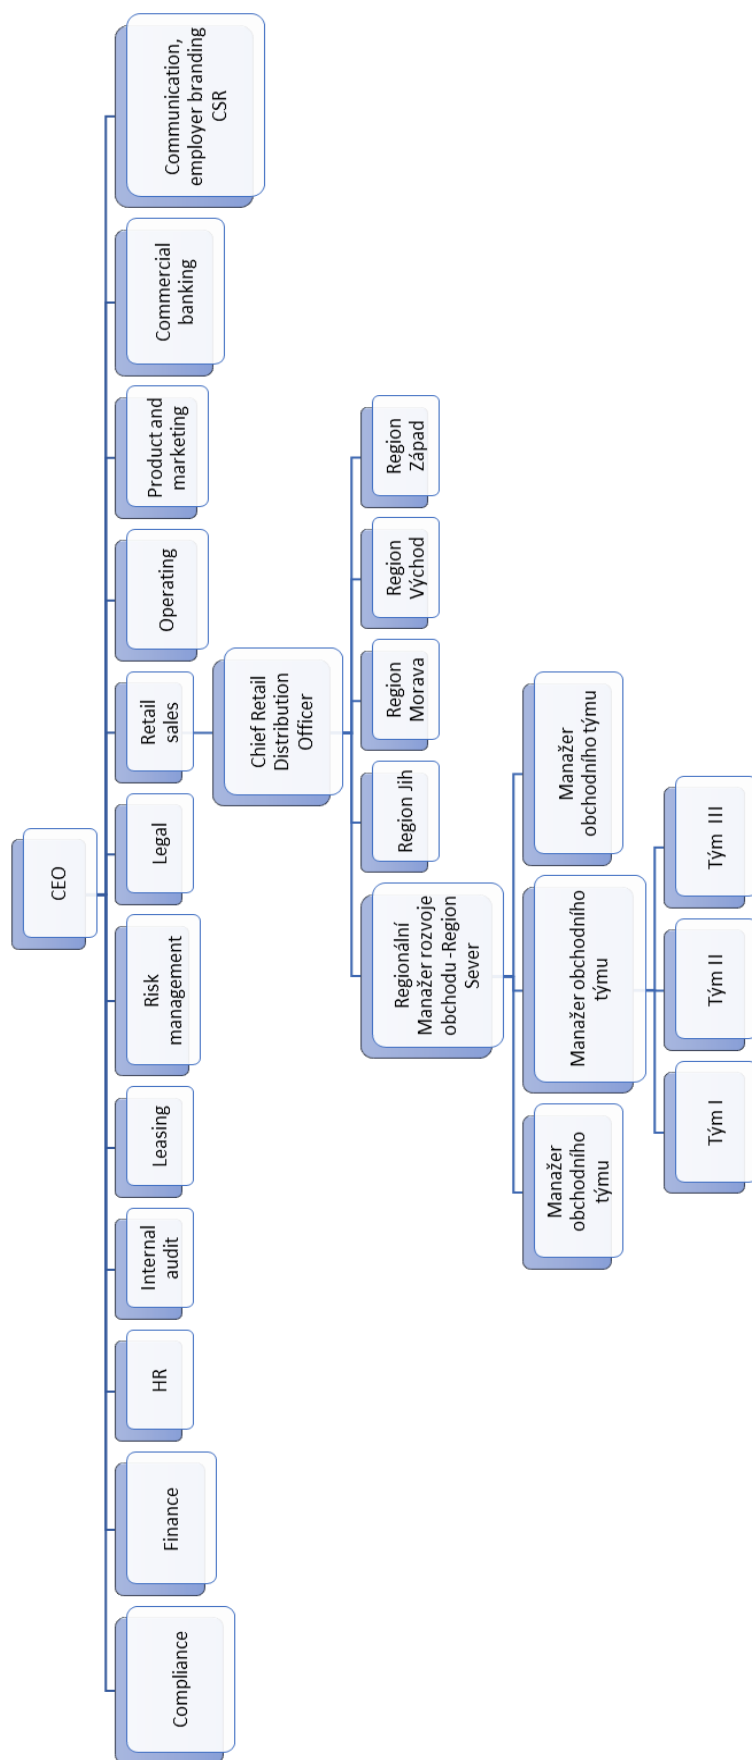 CEO
Compliance
Finance
HR
Internal
audit
Leasing
Risk
management
Legal
Retail
sales
Operating
Product and
marketing
Commercial
banking
Communication,
employer branding
CSR
Chief Retail
Distribution
Officer
Regionální
Manažer rozvoje
obchodu -Region
Sever
Region Jih
Region
Morava
Region
Východ
Region
Západ
Manažer
obchodního
týmu
Manažer obchodního
týmu
Manažer
obchodního týmu
Tým I
Tým II
Tým III